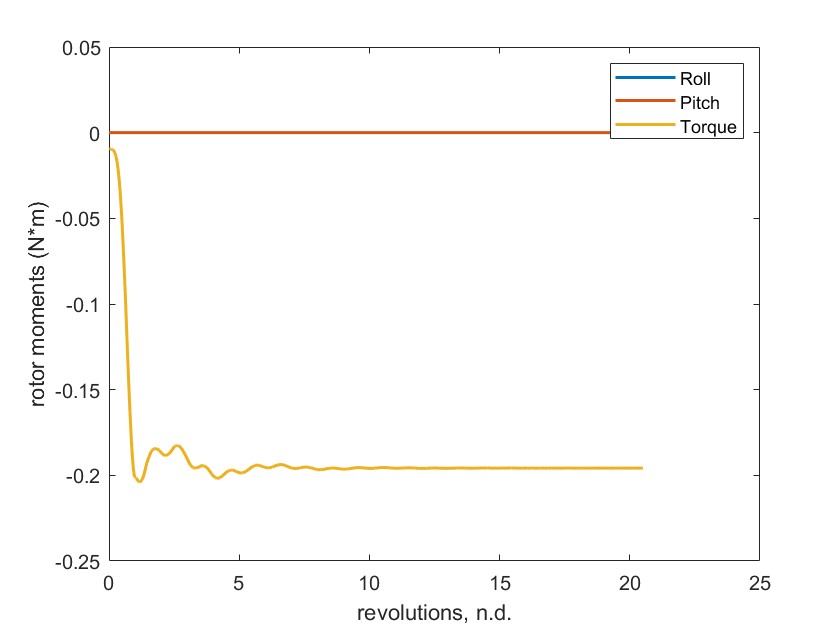 0.05
0
-0.05
-0.1
-0.15
-0.2
-0.25
rotor moments (N*m)
0 5 10 15 20 25
revolutions, n.d.
Roll
Pitch
Torque